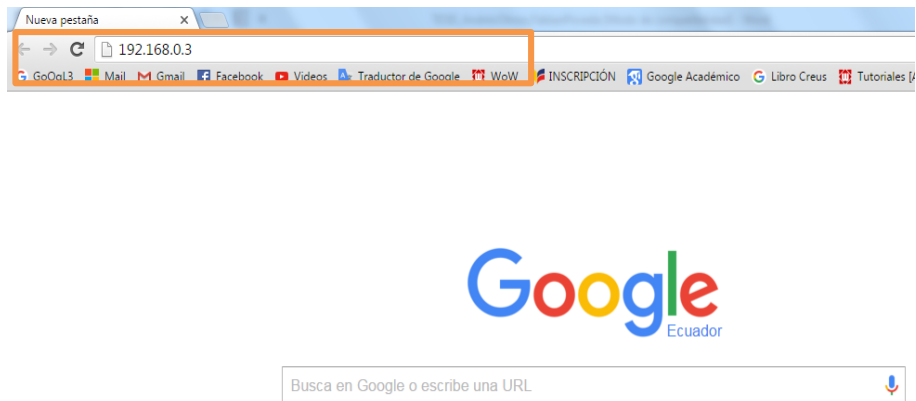 Nueva pestaña
192.168.0.3
GoOgL3 Mail Gmail Facebook Videos Traductor de Google WoW INSCRIPCIÓN Google Académico Libro Creus Tutoriales [A
Google
Ecuador
Busca en Google o escribe una URL